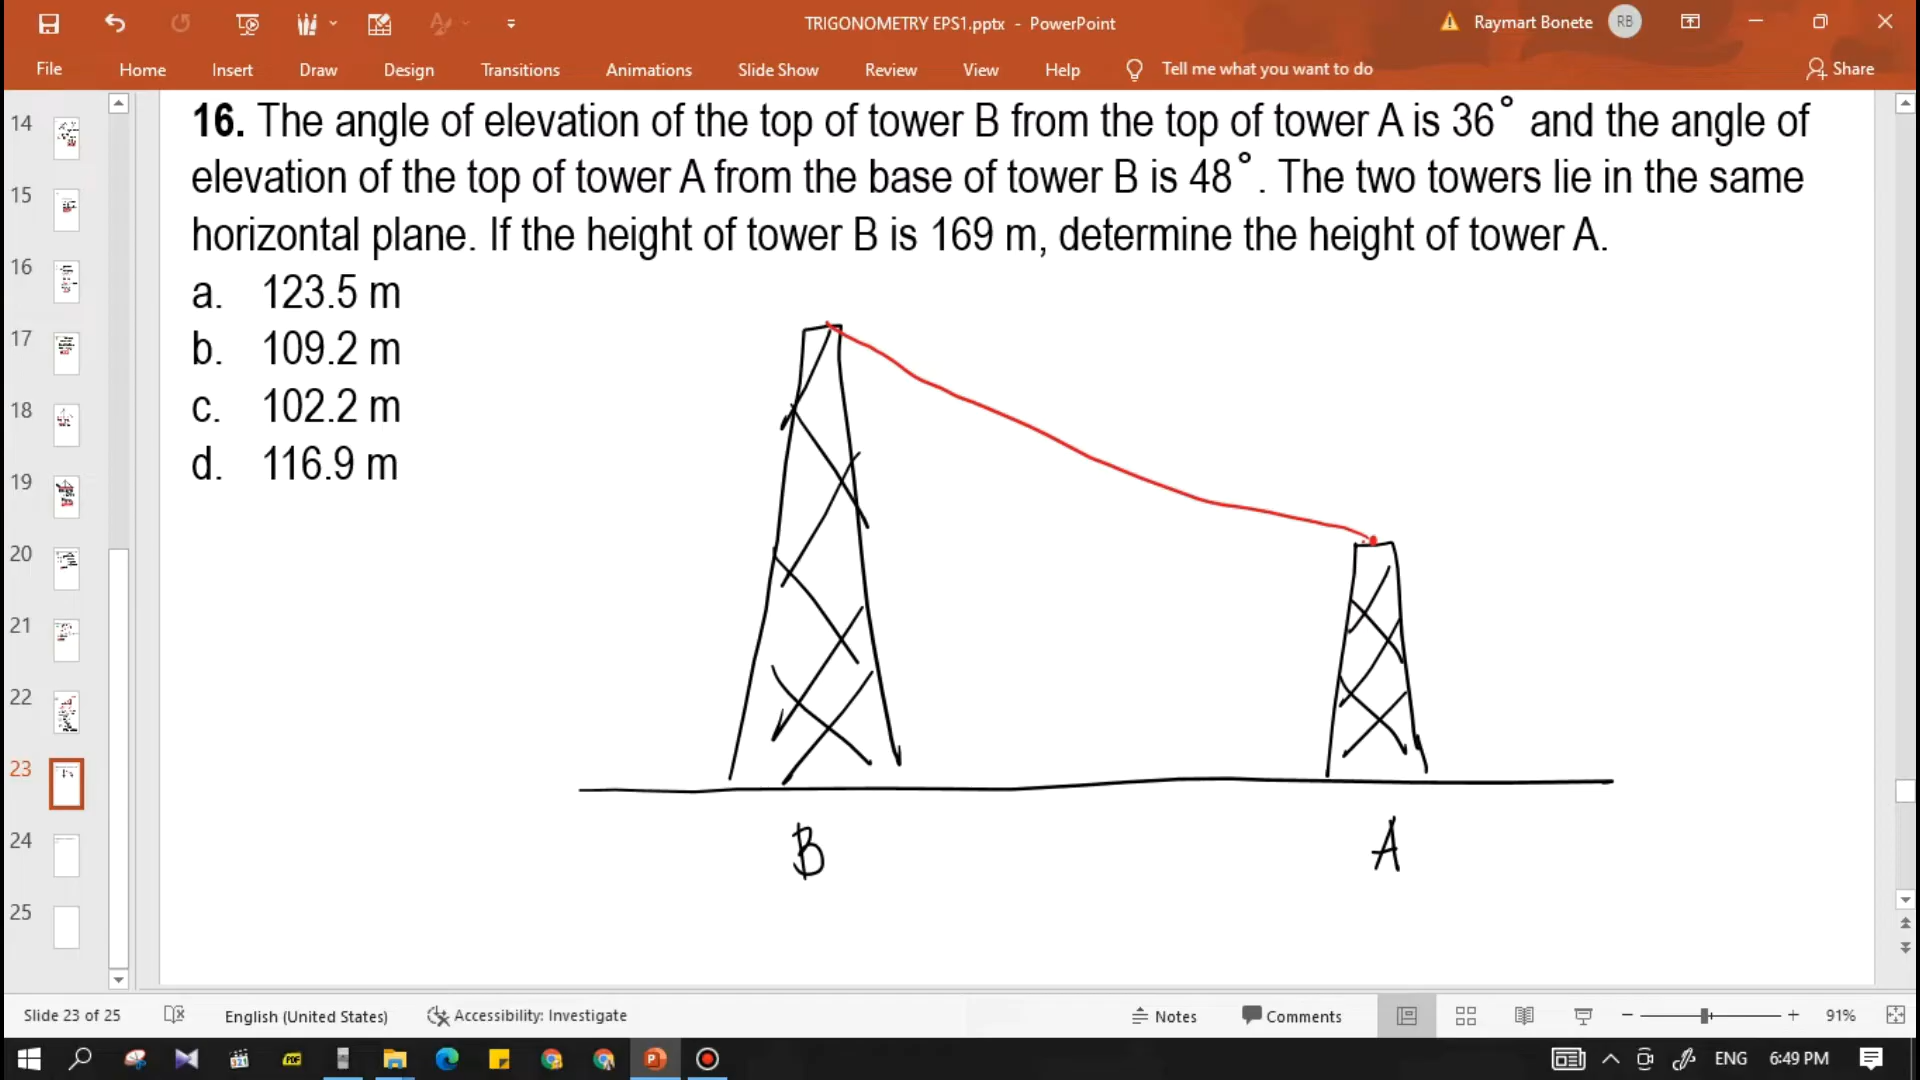 TRIGONOMETRY EPS1.pptx - PowerPoint
Raymart Bonete
RB
File
Home
Insert
Draw
Design
Transitions
Animations
Slide Show
Review
View
Help
Tell me what you want to do
Share
14
15
16
17
18
19
20
21
22
23
24
25
16. The angle of elevation of the top of tower B from the top of tower A is 36° and the angle of
elevation of the top of tower A from the base of tower B is 48°. The two towers lie in the same
horizontal plane. If the height of tower B is 169 m, determine the height of tower A.
a. 123.5 m
b. 109.2 m
c. 102.2 m
d. 116.9 m
B
A
Slide 23 of 25
English (United States)
Accessibility: Investigate
Notes
Comments
91%
ENG
6:49 PM